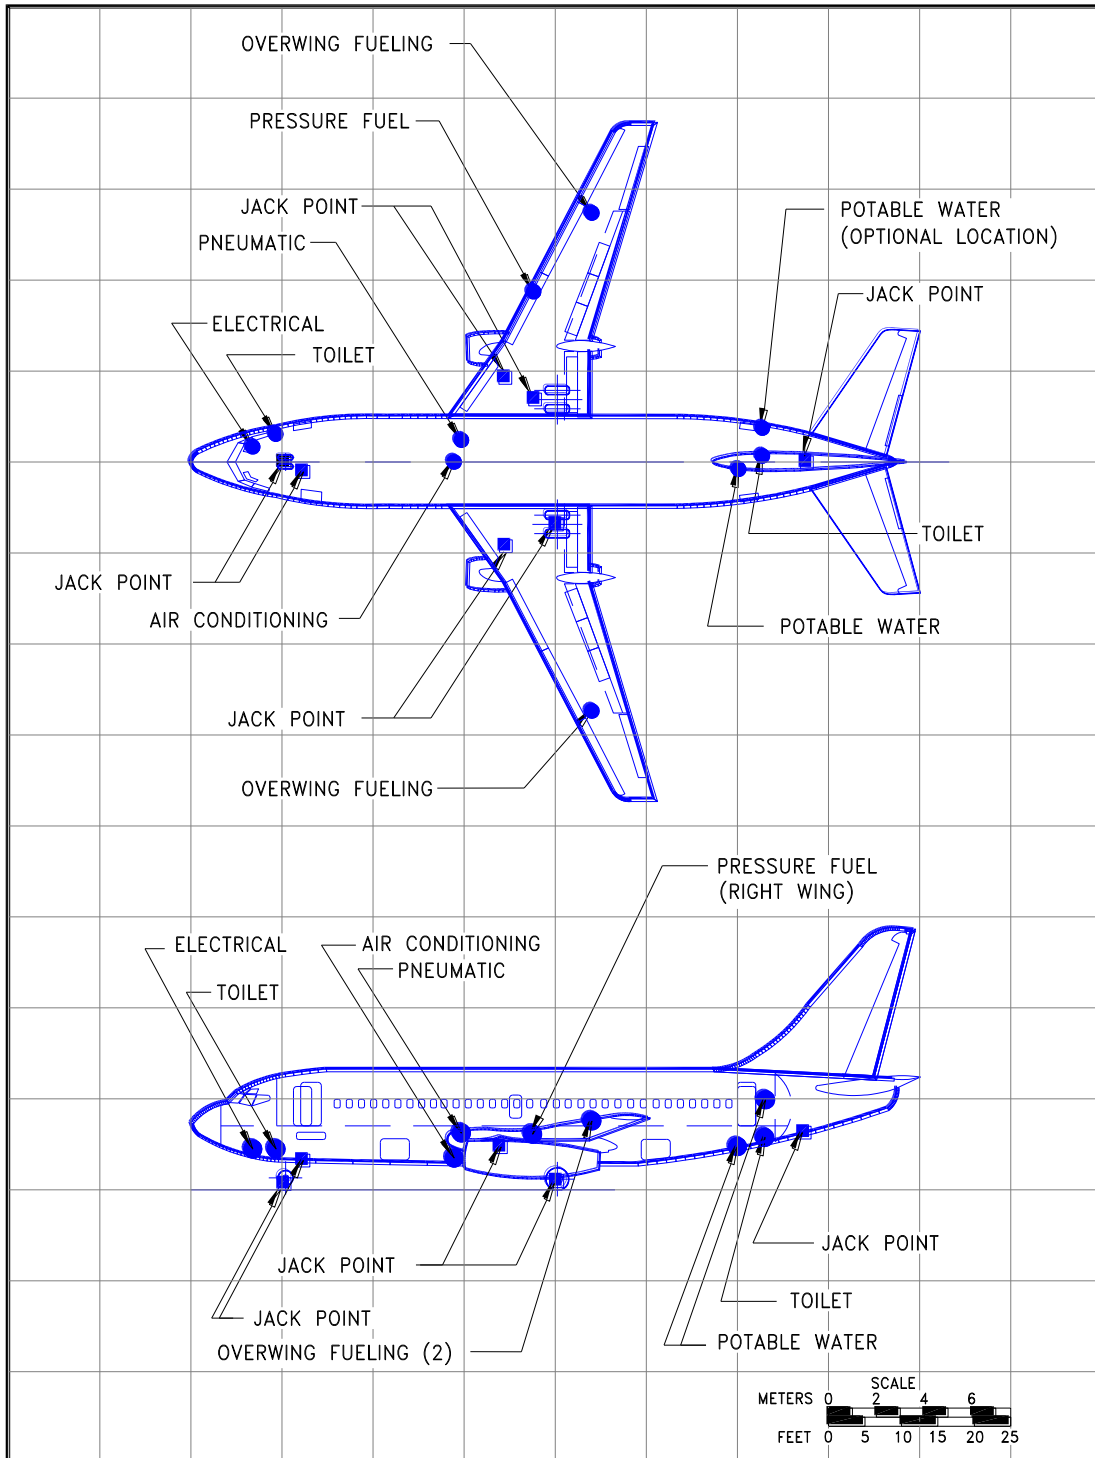 OVERWING FUELING
PRESSURE FUEL
JACK POINT
POTABLE WATER
(OPTIONAL LOCATION)
PNEUMATIC
JACK POINT
ELECTRICAL
TOILET
TOILET
JACK POINT
AIR CONDITIONING
POTABLE WATER
JACK POINT
OVERWING FUELING
PRESSURE FUEL
(RIGHT WING)
ELECTRICAL
AIR CONDITIONING
PNEUMATIC
TOILET
JACK POINT
JACK POINT
TOILET
JACK POINT
POTABLE WATER
OVERWING FUELING (2)
SCALE
METERS 0 2 4 6
FEET 0 5 10 15 20 25